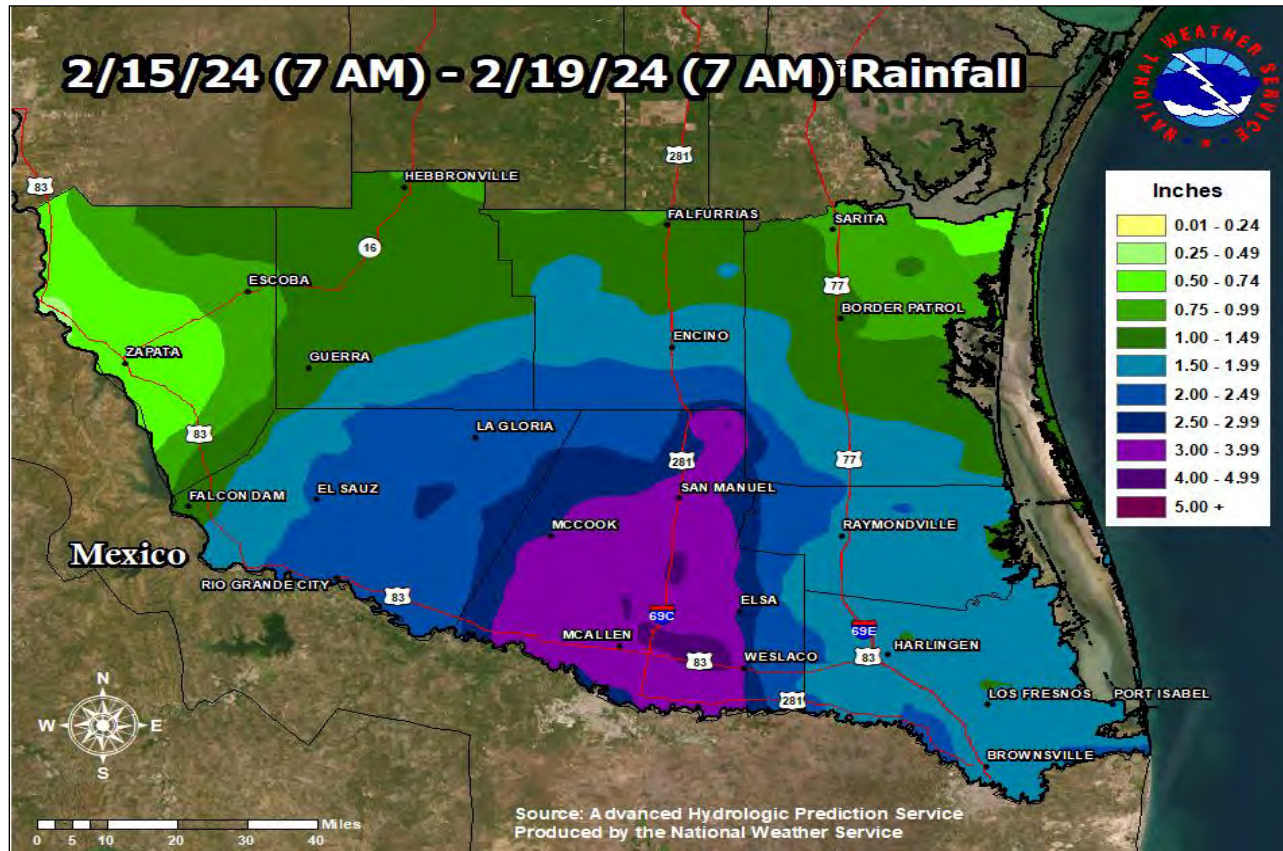 2/15/24 (7 AM) - 2/19/24 (7 AM) Rainfall
NATIONAL WEATHER SERVICE
Inches
0.01 - 0.24
0.25 - 0.49
0.50 - 0.74
0.75 - 0.99
1.00 - 1.49
1.50 - 1.99
2.00 - 2.49
2.50 - 2.99
3.00 - 3.99
4.00 - 4.99
5.00 +
281
83
HEBBRONVILLE
FALFURRIAS
SARITA
16
ESCOBA
77
BORDER PATROL
ENCINO
ZAPATA
GUERRA
83
LA GLORIA
281
77
FALCON DAM
EL SAUZ
SAN MANUEL
MCCOOK
RAYMONDVILLE
Mexico
RIO GRANDE CITY
83
ELSA
69C
69E
MCALLEN
83
WESLACO
83
HARLINGEN
281
LOS FRESNOS
PORT ISABEL
BROWNSVILLE
N
W
E
S
Miles
0 5 10 20 30 40
Source: Advanced Hydrologic Prediction Service
Produced by the National Weather Service